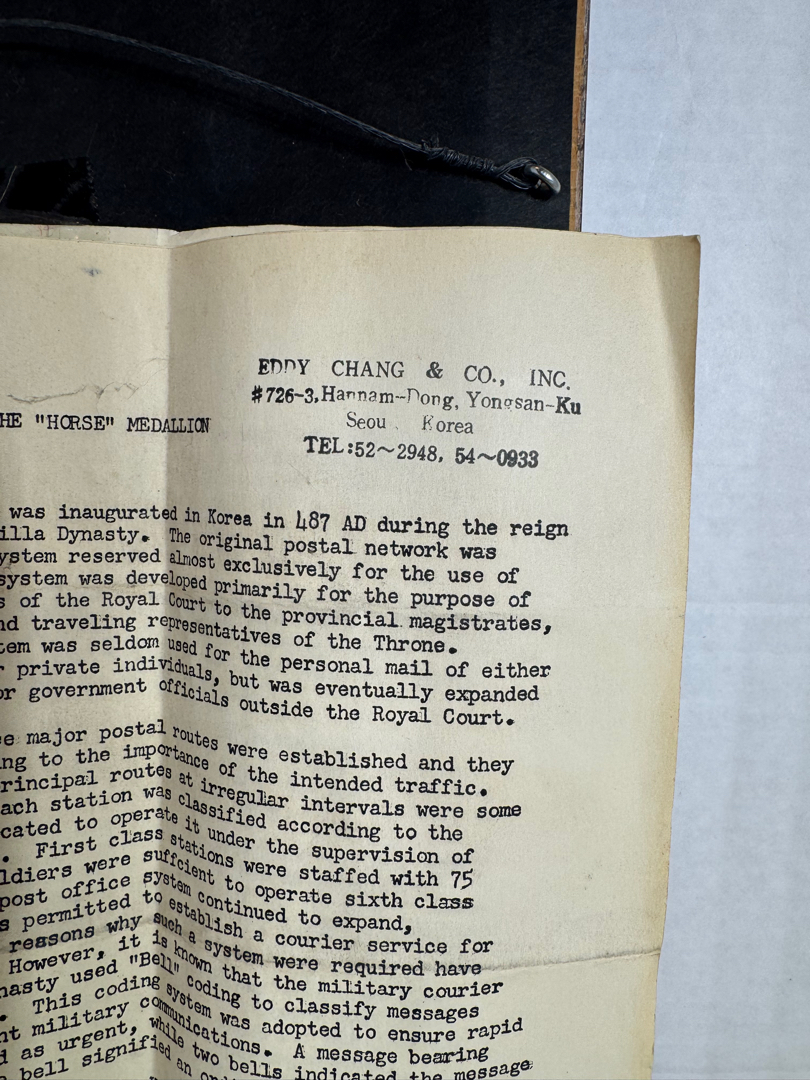 EDDY CHANG & CO., INC.
#726-3, Hannam-Dong, Yongsan-Ku
Seou Korea
TEL:52~2948, 54~0933
HE "HORSE" MEDALLION
was inaugurated in Korea in 487 AD during the reign
illa Dynasty. The original postal network was
ystem reserved almost exclusively for the use of
system was developed primarily for the purpose of
s of the Royal Court to the provincial magistrates,
nd traveling representatives of the Throne.
tem was seldom used for the personal mail of either
r private individuals, but was eventually expanded
or government officials outside the Royal Court.
e major postal routes were established and they
ng to the importance of the intended traffic.
rincipal routes at irregular intervals were some
ach station was classified according to the
cated to operate it under the supervision of
. First class stations were staffed with 75
ldiers were suffcient to operate sixth class
post office system continued to expand,
s permitted to establish a courier service for
reasons why such a system were required have
However, it is known that the military courier
nasty used "Bell" coding to classify messages
. This coding system was adopted to ensure rapid
nt military communications. A message bearing
d as urgent, while two bells indicated the message
bell signified an